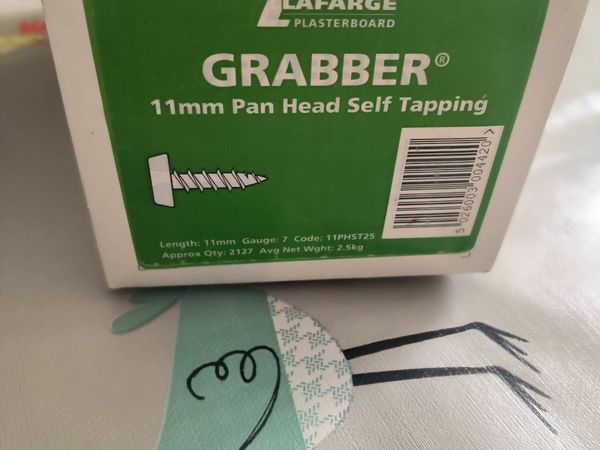 LAFARGE
PLASTERBOARD
GRABBER®
11mm Pan Head Self Tapping
5 026003 004420 >
Length: 11mm Gauge: 7 Code: 11PHST25
Approx Qty: 2127 Avg Net Wght: 2.5kg